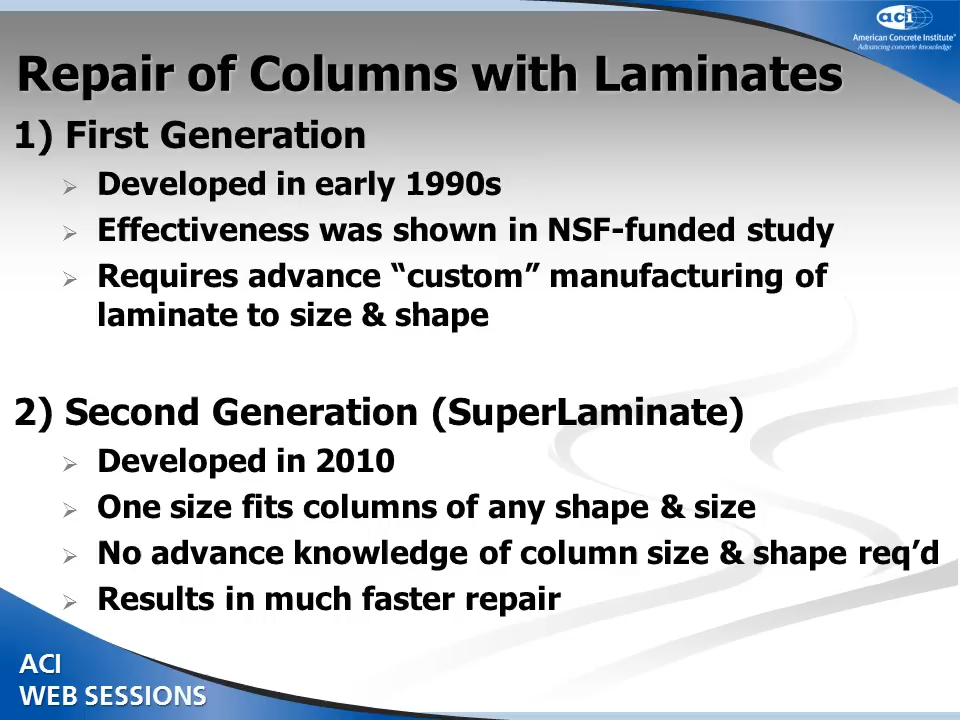 aci
American Concrete Institute®
Advancing concrete knowledge
Repair of Columns with Laminates
1) First Generation
Developed in early 1990s
Effectiveness was shown in NSF-funded study
Requires advance “custom” manufacturing of
laminate to size & shape
2) Second Generation (SuperLaminate)
Developed in 2010
One size fits columns of any shape & size
No advance knowledge of column size & shape req’d
Results in much faster repair
ACI
WEB SESSIONS